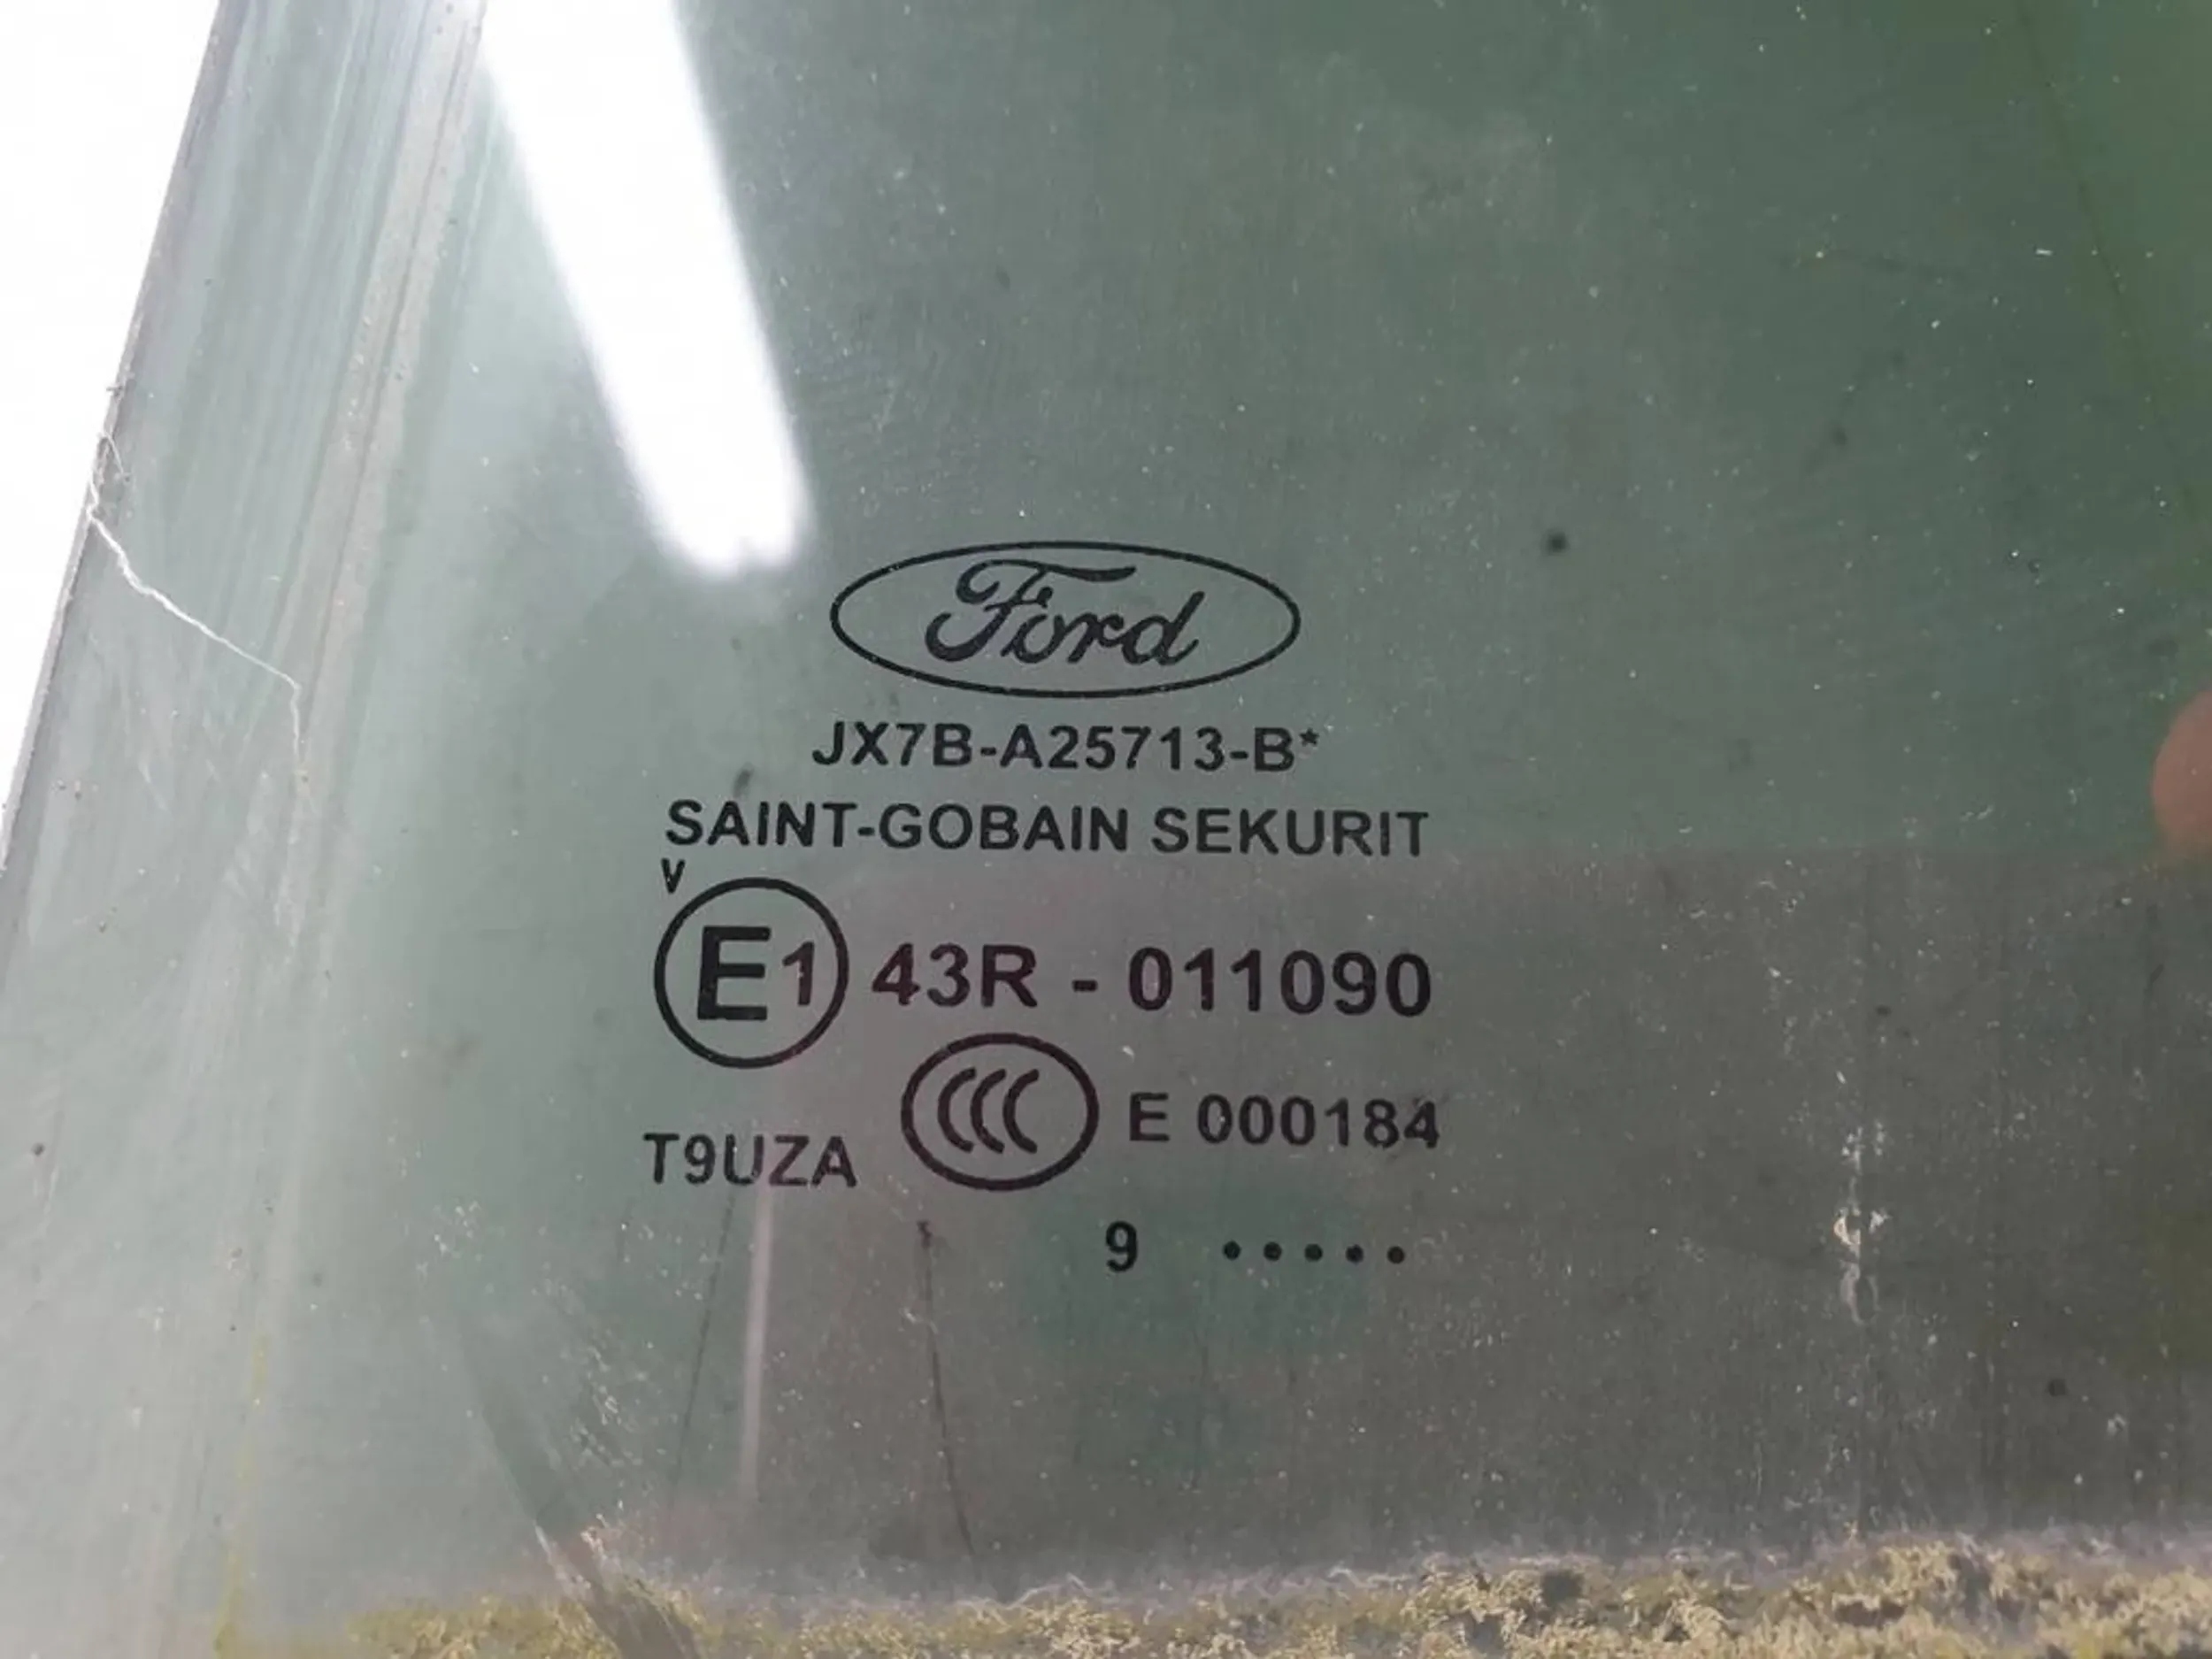 Ford
JX7B-A25713-B*
SAINT-GOBAIN SEKURIT
V
E1 43R - 011090
CCC E 000184
T9UZA
9 •••••